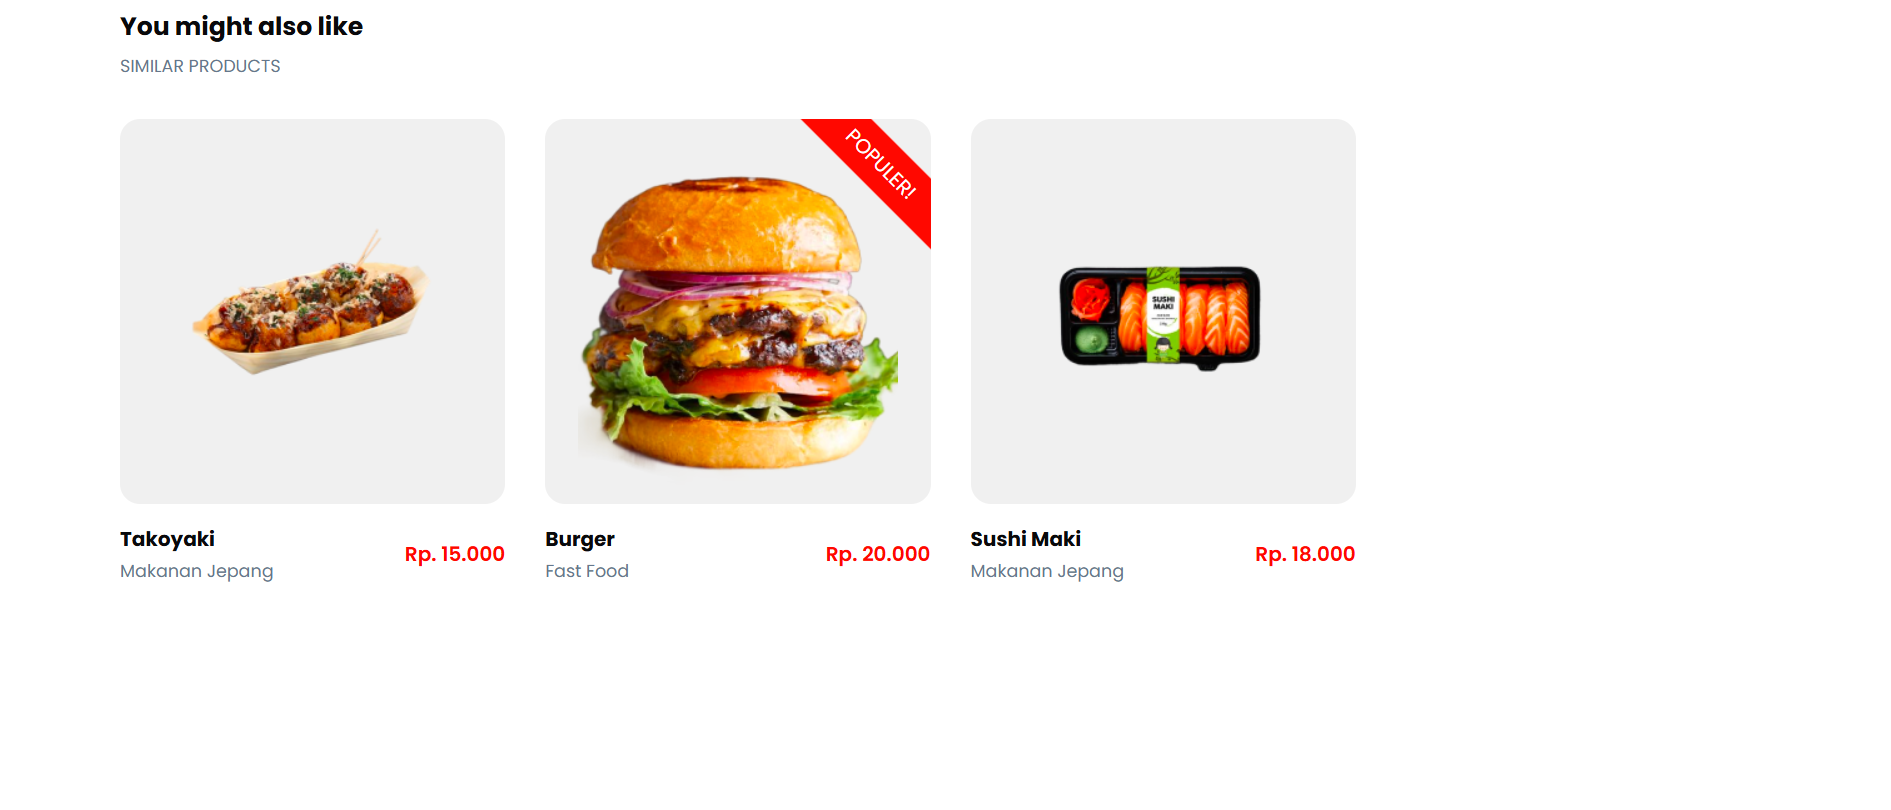 You might also like
SIMILAR PRODUCTS
POPULER!
SUSHI
MAKI
Takoyaki
Makanan Jepang
Rp. 15.000
Burger
Fast Food
Rp. 20.000
Sushi Maki
Makanan Jepang
Rp. 18.000